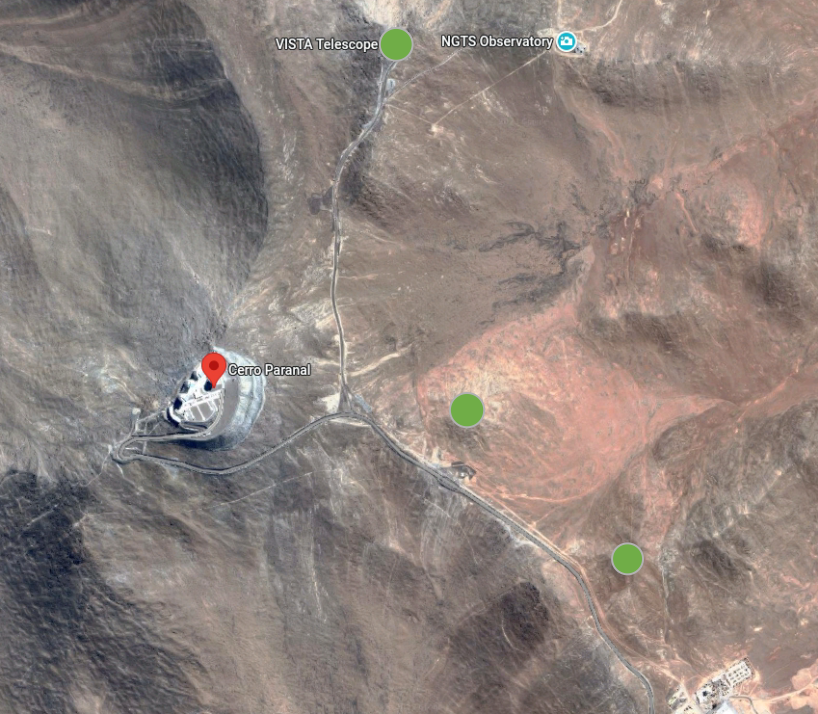 VISTA Telescope
NGTS Observatory
Cerro Paranal